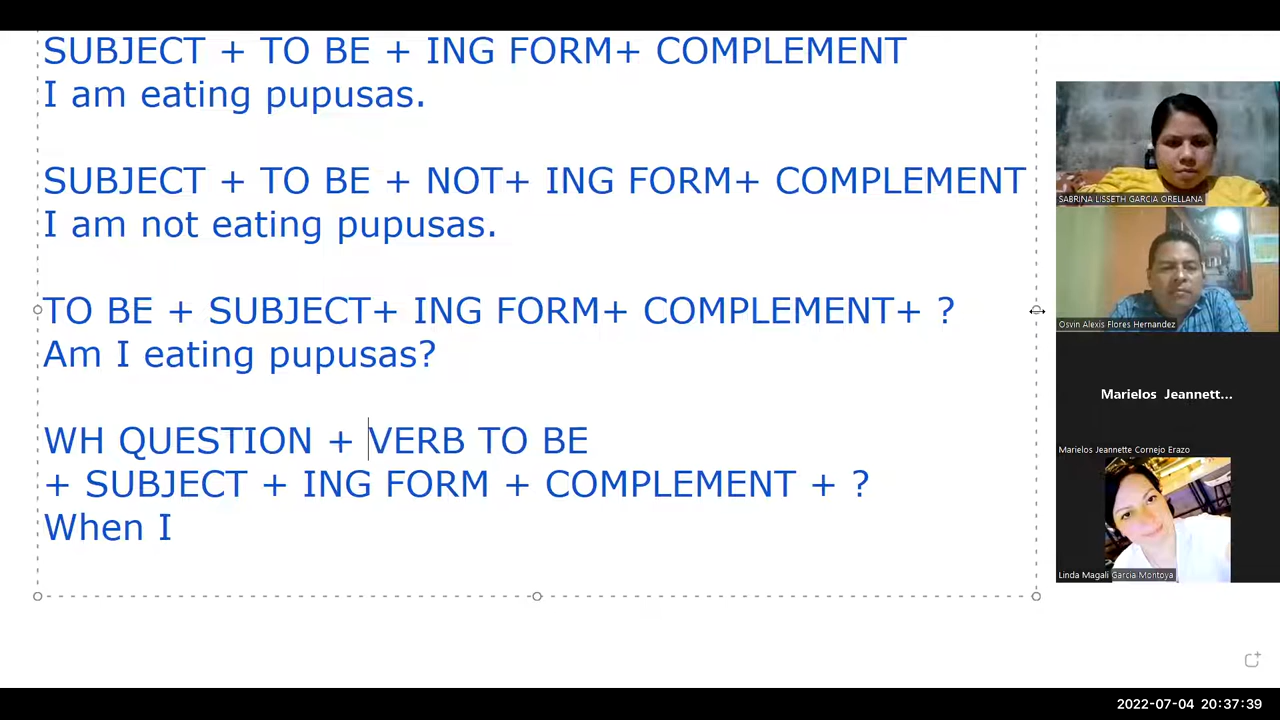 SUBJECT + TO BE + ING FORM+ COMPLEMENT
I am eating pupusas.
SUBJECT + TO BE + NOT+ ING FORM+ COMPLEMENT
I am not eating pupusas.
TO BE + SUBJECT+ ING FORM+ COMPLEMENT+ ?
Am I eating pupusas?
WH QUESTION + VERB TO BE
+ SUBJECT + ING FORM + COMPLEMENT + ?
When I
SABRINA LISSETH GARCIA ORELLANA
Osvin Alexis Flores Hernandez
Marielos Jeannett...
Marielos Jeannette Cornejo Erazo
Linda Magali Garcia Montoya
2022-07-04 20:37:39